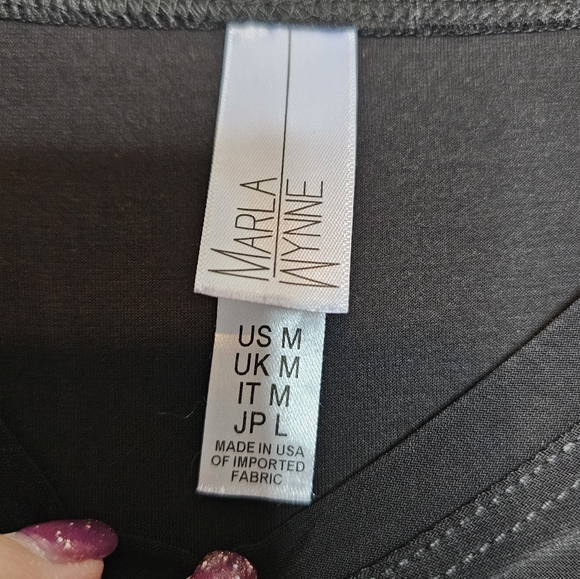 MARLA
WYNNE
US M
UK M
IT M
JP L
MADE IN USA
OF IMPORTED
FABRIC